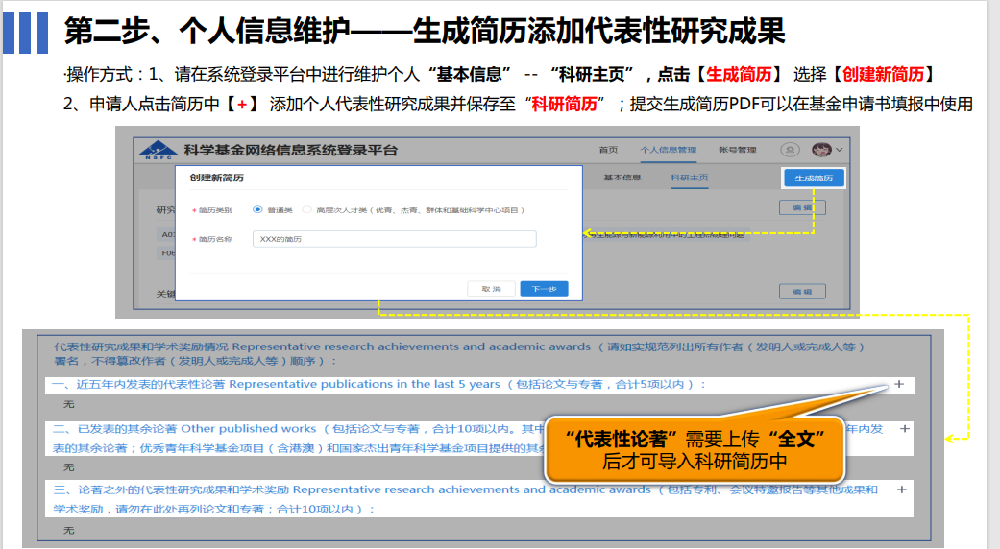 第二步、个人信息维护——生成简历添加代表性研究成果
·操作方式：1、请在系统登录平台中进行维护个人“基本信息” -- “科研主页”，点击【生成简历】 选择【创建新简历】
2、申请人点击简历中【+】 添加个人代表性研究成果并保存至“科研简历”；提交生成简历PDF可以在基金申请书填报中使用
NSFC
科学基金网络信息系统登录平台
首页 个人信息管理 帐号管理
基本信息 科研主页 生成简历
创建新简历
* 简历类别 普通类 高层次人才类（优青、杰青、群体和基础科学中心项目）
* 简历名称 XXX的简历
取消 下一步
研究
编辑
A0
F06
关键
编辑
代表性研究成果和学术奖励情况 Representative research achievements and academic awards （请如实规范列出所有作者（发明人或完成人等）
署名，不得篡改作者（发明人或完成人等）顺序）：
一、近五年内发表的代表性论著 Representative publications in the last 5 years （包括论文与专著，合计5项以内）： +
无
二、已发表的其余论著 Other published works （包括论文与专著，合计10项以内。其中 年内发 +
表的其余论著；优秀青年科学基金项目（含港澳）和国家杰出青年科学基金项目提供的其余
无
“代表性论著”需要上传“全文”
后才可导入科研简历中
三、论著之外的代表性研究成果和学术奖励 Representative research achievements and academic awards （包括专利、会议特邀报告等其他成果和 +
学术奖励，请勿在此处再列论文和专著；合计10项以内）：
无